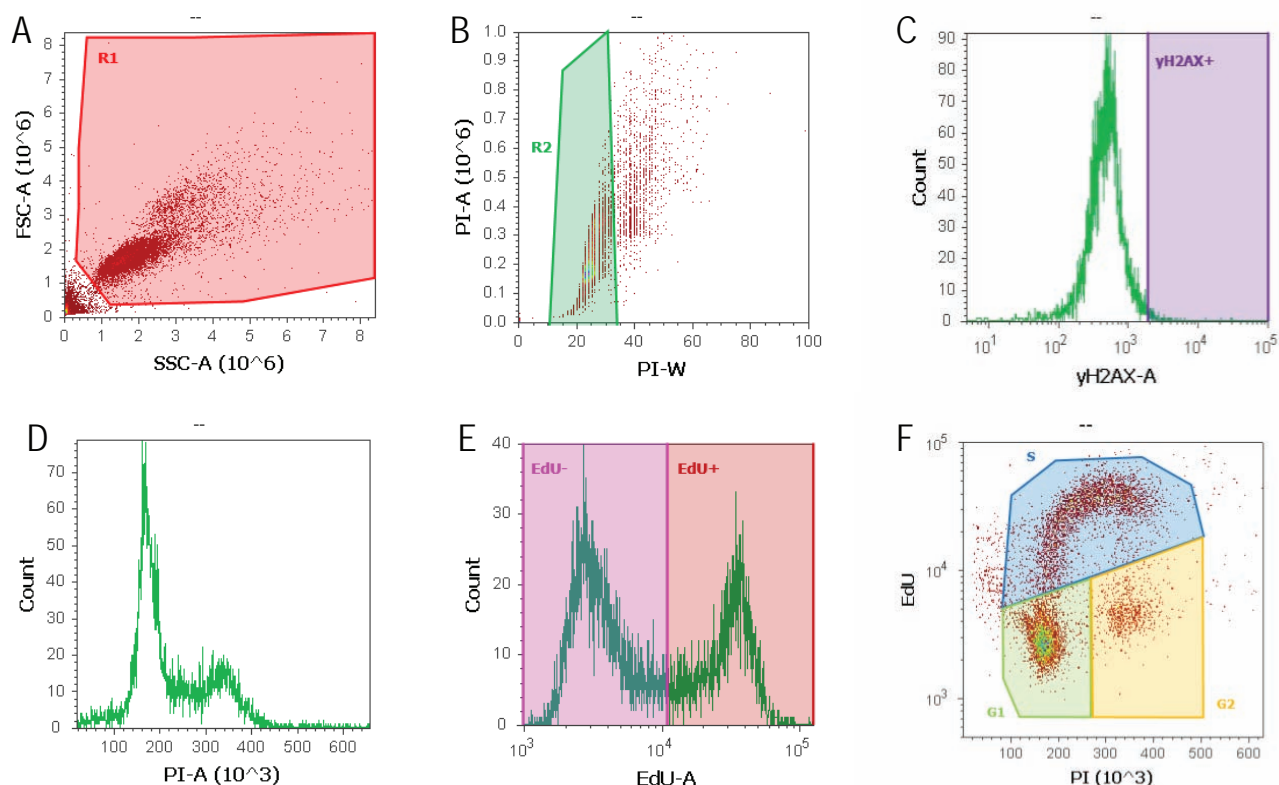 A
--
FSC-A (10^6)
8
7
6
5
4
3
2
1
0
R1
0 1 2 3 4 5 6 7 8
SSC-A (10^6)
B
--
PI-A (10^6)
1.0
0.9
0.8
0.7
0.6
0.5
0.4
0.3
0.2
0.1
0.0
R2
0 20 40 60 80 100
PI-W
C
--
Count
90
80
70
60
50
40
30
20
10
0
yH2AX+
10^1 10^2 10^3 10^4 10^5
yH2AX-A
D
--
Count
70
60
50
40
30
20
10
0
100 200 300 400 500 600
PI-A (10^3)
E
--
Count
40
30
20
10
0
EdU- EdU+
10^3 10^4 10^5
EdU-A
F
--
EdU
10^5
10^4
10^3
S
G1 G2
100 200 300 400 500 600
PI (10^3)